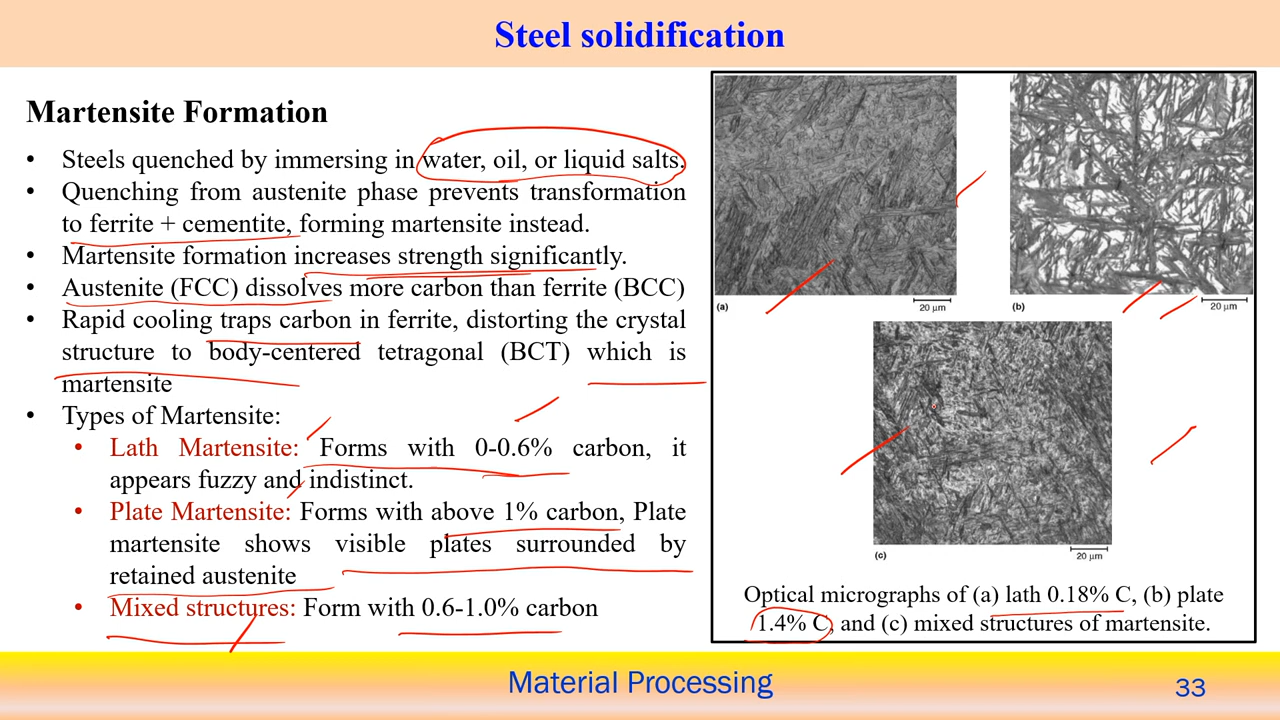 Steel solidification
Martensite Formation
• Steels quenched by immersing in water, oil, or liquid salts.
• Quenching from austenite phase prevents transformation
to ferrite + cementite, forming martensite instead.
• Martensite formation increases strength significantly.
• Austenite (FCC) dissolves more carbon than ferrite (BCC)
• Rapid cooling traps carbon in ferrite, distorting the crystal
structure to body-centered tetragonal (BCT) which is
martensite
• Types of Martensite:
• Lath Martensite: Forms with 0-0.6% carbon, it
appears fuzzy and indistinct.
• Plate Martensite: Forms with above 1% carbon, Plate
martensite shows visible plates surrounded by
retained austenite
• Mixed structures: Form with 0.6-1.0% carbon
(a) 20 µm
(b) 20 µm
(c) 20 µm
Optical micrographs of (a) lath 0.18% C, (b) plate
1.4% C, and (c) mixed structures of martensite.
Material Processing
33